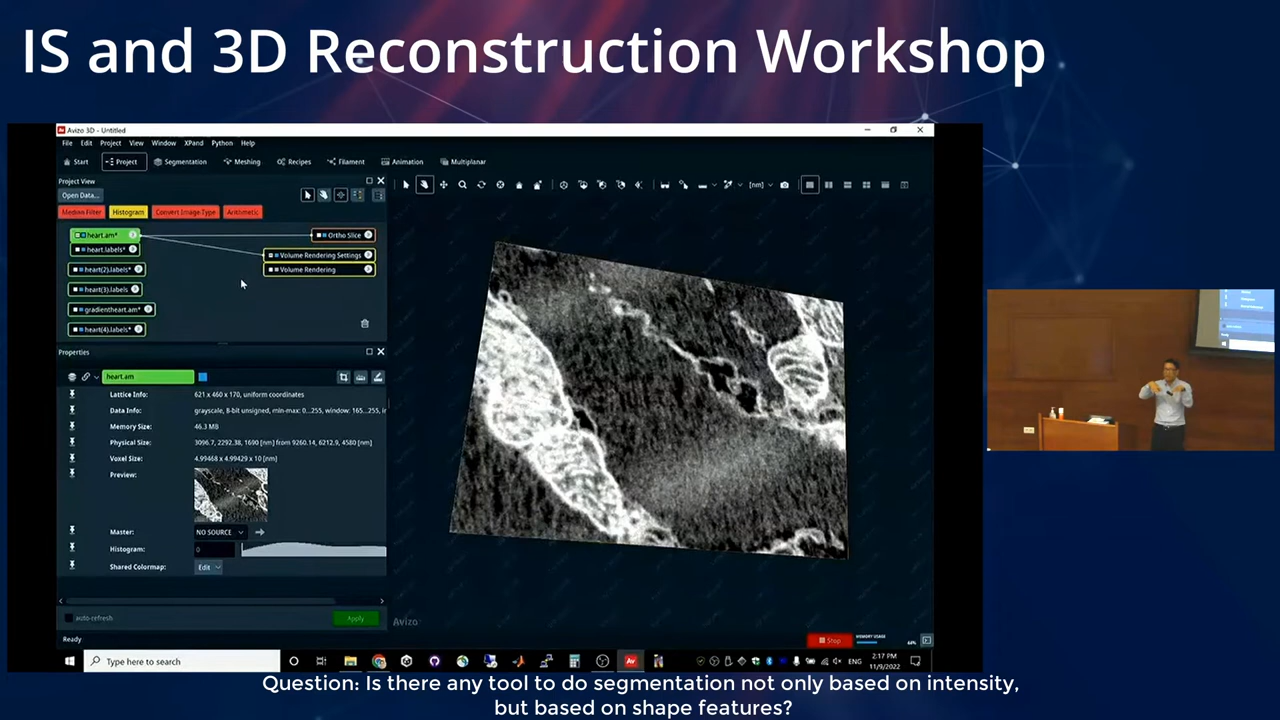 IS and 3D Reconstruction Workshop
Avizo 3D - Untitled
File Edit Project View Window XPand Python Help
Start Project Segmentation Meshing Recipes Filament Animation Multiplanar
Project View
Open Data...
[nm]
Median Filter Histogram Convert Image Type Arithmetic
heart.am* Ortho Slice
heart.labels* Volume Rendering Settings
heart(2).labels* Volume Rendering
heart(3).labels
gradientheart.am*
heart(4).labels*
Properties
heart.am
Lattice Info: 621 x 460 x 170, uniform coordinates
Data Info: grayscale, 8-bit unsigned, min-max: 0...255, window: 165...255, in
Memory Size: 46.3 MB
Physical Size: 3096.7, 2292.38, 1690 [nm] from 9260.14, 6212.9, 4580 [nm]
Voxel Size: 4.99468 x 4.99429 x 10 [nm]
Preview:
Master: NO SOURCE
Histogram: 0
Shared Colormap: Edit
auto-refresh Apply
Avizo
Ready Stop MEMORY USAGE 68%
Type here to search
ENG 2:17 PM
11/9/2022
Question: Is there any tool to do segmentation not only based on intensity,
but based on shape features?